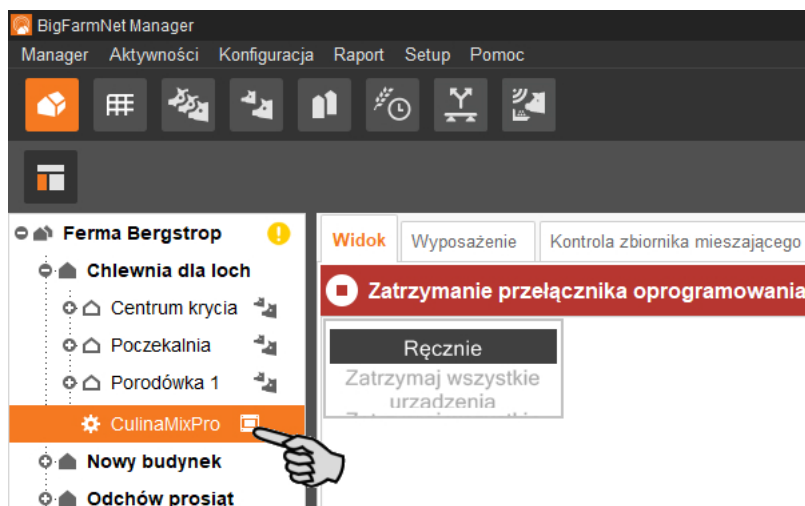 BigFarmNet Manager
Manager Aktywności Konfiguracja Raport Setup Pomoc
Ferma Bergstrop
Chlewnia dla loch
Centrum krycia
Poczekalnia
Porodówka 1
CulinaMixPro
Nowy budynek
Odchów prosiat
Widok Wyposażenie Kontrola zbiornika mieszającego
Zatrzymanie przełącznika oprogramowania
Ręcznie
Zatrzymaj wszystkie
urzadzenia